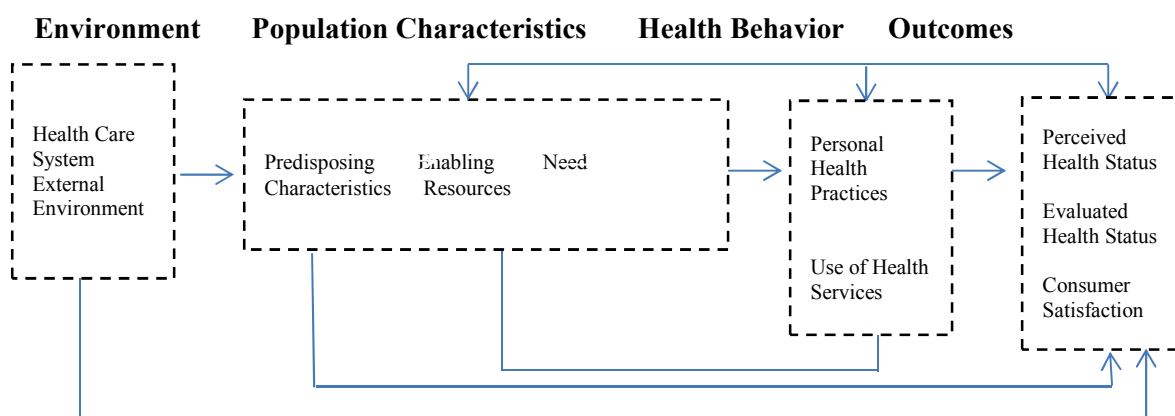 Environment Population Characteristics Health Behavior Outcomes
Health Care
System
External
Environment
Predisposing Enabling Need
Characteristics Resources
Personal
Health
Practices
Use of Health
Services
Perceived
Health Status
Evaluated
Health Status
Consumer
Satisfaction